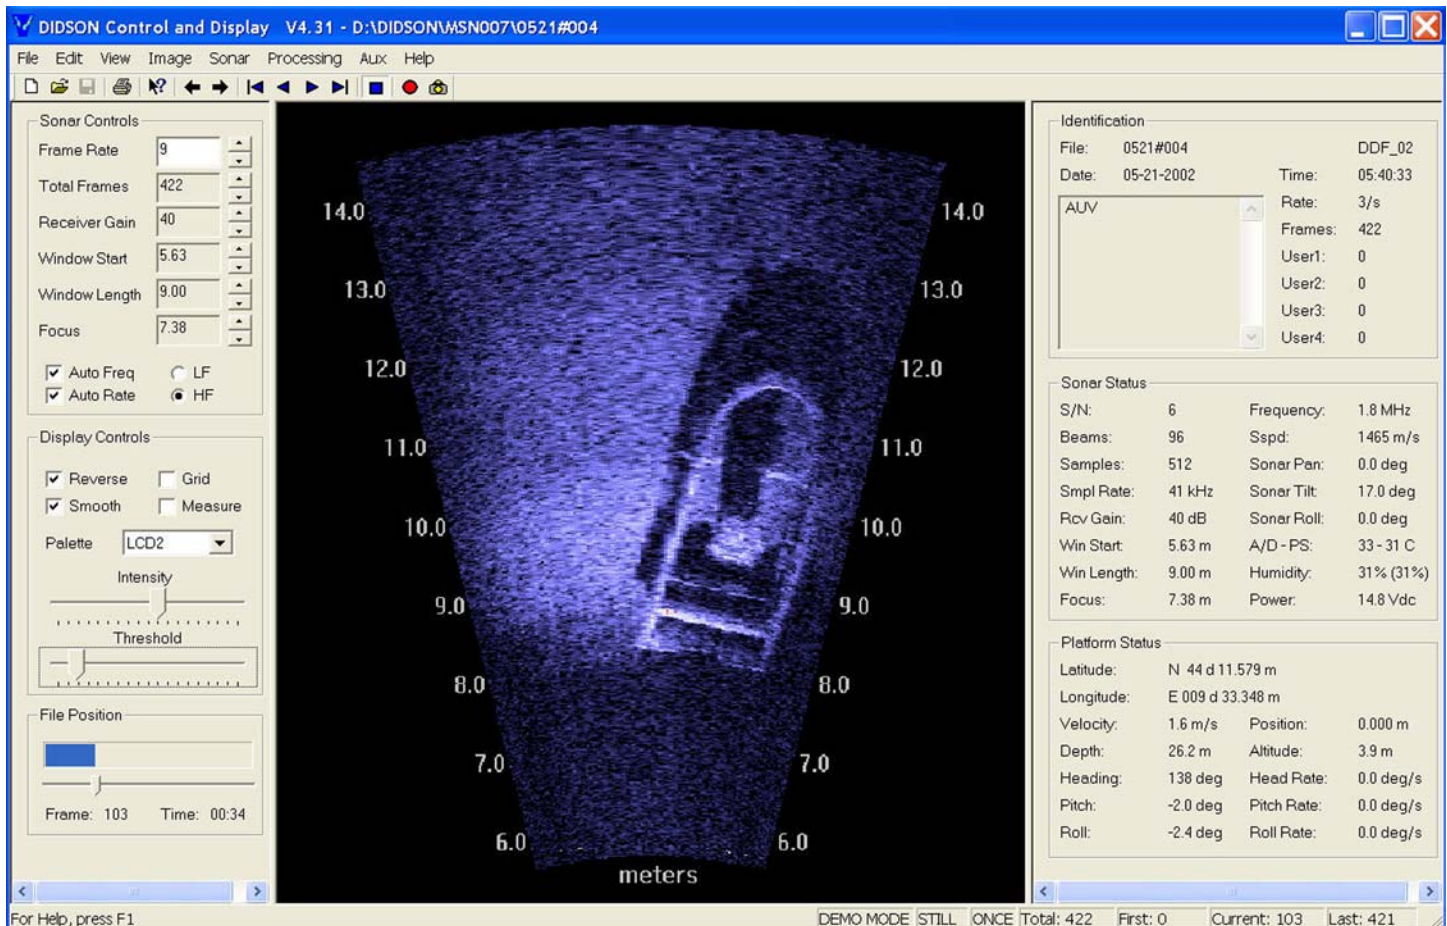 DIDSON Control and Display V4.31 - D:\DIDSON\MSN007\0521#004
File Edit View Image Sonar Processing Aux Help
Sonar Controls
Frame Rate 9
Total Frames 422
Receiver Gain 40
Window Start 5.63
Window Length 9.00
Focus 7.38
Auto Freq LF
Auto Rate HF
Display Controls
Reverse Grid
Smooth Measure
Palette LCD2
Intensity
Threshold
File Position
Frame: 103 Time: 00:34
14.0 14.0
13.0 13.0
12.0 12.0
11.0 11.0
10.0 10.0
9.0 9.0
8.0 8.0
7.0 7.0
6.0 6.0
meters
Identification
File: 0521#004 DDF_02
Date: 05-21-2002 Time: 05:40:33
AUV Rate: 3/s
Frames: 422
User1: 0
User2: 0
User3: 0
User4: 0
Sonar Status
S/N: 6 Frequency: 1.8 MHz
Beams: 96 Sspd: 1465 m/s
Samples: 512 Sonar Pan: 0.0 deg
Smpl Rate: 41 kHz Sonar Tilt: 17.0 deg
Rcv Gain: 40 dB Sonar Roll: 0.0 deg
Win Start: 5.63 m A/D - PS: 33 - 31 C
Win Length: 9.00 m Humidity: 31% (31%)
Focus: 7.38 m Power: 14.8 Vdc
Platform Status
Latitude: N 44 d 11.579 m
Longitude: E 009 d 33.348 m
Velocity: 1.6 m/s Position: 0.000 m
Depth: 26.2 m Altitude: 3.9 m
Heading: 138 deg Head Rate: 0.0 deg/s
Pitch: -2.0 deg Pitch Rate: 0.0 deg/s
Roll: -2.4 deg Roll Rate: 0.0 deg/s
For Help, press F1 DEMO MODE STILL ONCE Total: 422 First: 0 Current: 103 Last: 421